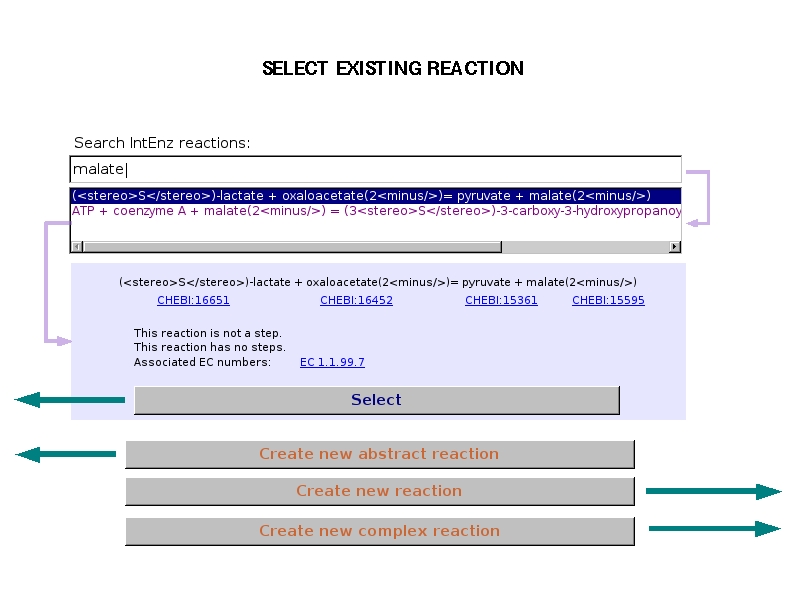 SELECT EXISTING REACTION
Search IntEnz reactions:
malate
(<stereo>S</stereo>)-lactate + oxaloacetate(2<minus/>)= pyruvate + malate(2<minus/>)
ATP + coenzyme A + malate(2<minus/>) = (3<stereo>S</stereo>)-3-carboxy-3-hydroxypropanoy
(<stereo>S</stereo>)-lactate + oxaloacetate(2<minus/>)= pyruvate + malate(2<minus/>)
CHEBI:16651 CHEBI:16452 CHEBI:15361 CHEBI:15595
This reaction is not a step.
This reaction has no steps.
Associated EC numbers: EC 1.1.99.7
Select
Create new abstract reaction
Create new reaction
Create new complex reaction